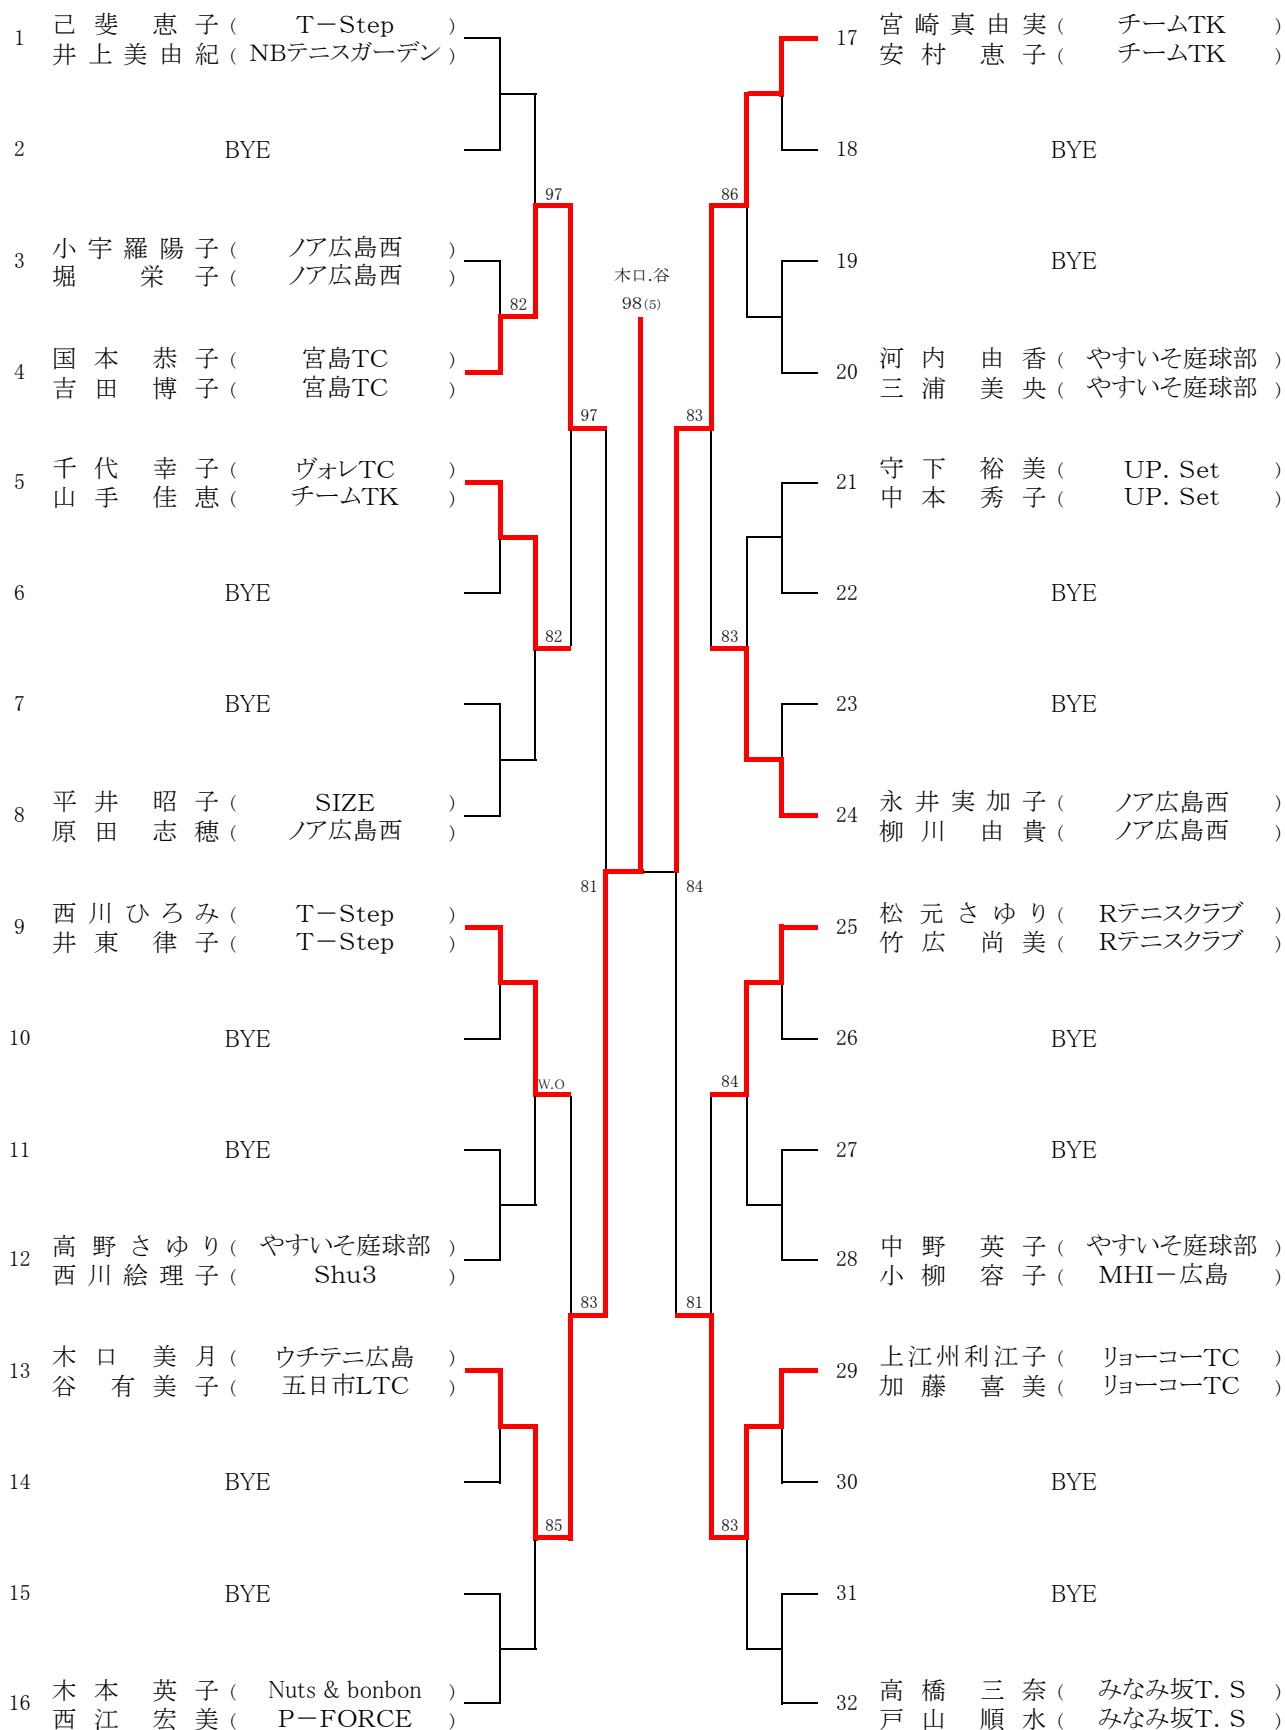 1 己斐恵子( T－Step )
井上美由紀( NBテニスガーデン )
2 BYE
97
3 小宇羅陽子( ノア広島西 )
堀栄子( ノア広島西 )
82
4 国本恭子( 宮島TC )
吉田博子( 宮島TC )
97
5 千代幸子( ヴォレTC )
山手佳恵( チームTK )
6 BYE
82
7 BYE
8 平井昭子( SIZE )
原田志穂( ノア広島西 )
81
9 西川ひろみ( T－Step )
井東律子( T－Step )
10 BYE
W.O
11 BYE
12 高野さゆり( やすいそ庭球部 )
西川絵理子( Shu3 )
83
13 木口美月( ウチテニ広島 )
谷有美子( 五日市LTC )
14 BYE
85
15 BYE
16 木本英子( Nuts & bonbon )
西江宏美( P－FORCE )
木口.谷
98(5)
17 宮崎真由実( チームTK )
安村恵子( チームTK )
18 BYE
86
19 BYE
20 河内由香( やすいそ庭球部 )
三浦美央( やすいそ庭球部 )
83
21 守下裕美( UP. Set )
中本秀子( UP. Set )
22 BYE
83
23 BYE
24 永井実加子( ノア広島西 )
柳川由貴( ノア広島西 )
84
25 松元さゆり( Rテニスクラブ )
竹広尚美( Rテニスクラブ )
26 BYE
84
27 BYE
28 中野英子( やすいそ庭球部 )
小柳容子( MHI－広島 )
81
29 上江州利江子( リョーコーTC )
加藤喜美( リョーコーTC )
30 BYE
83
31 BYE
32 高橋三奈( みなみ坂T. S )
戸山順水( みなみ坂T. S )